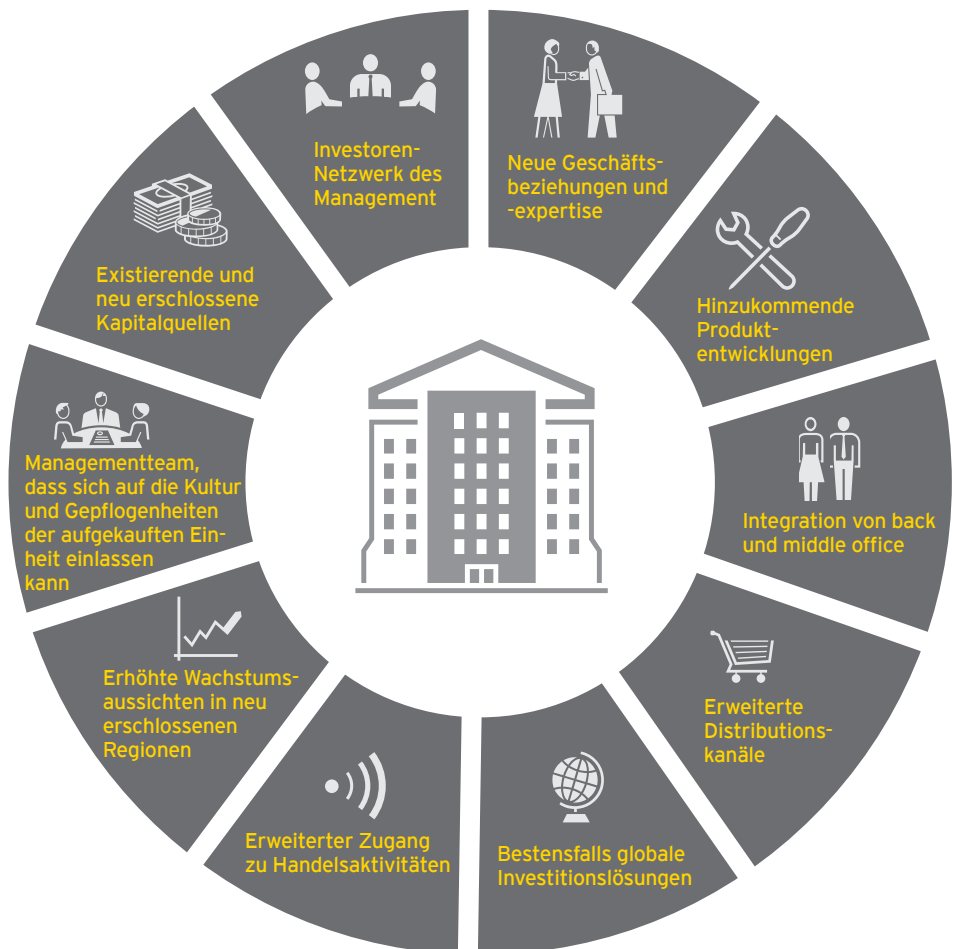 Investoren-
Netzwerk des
Management
Neue Geschäfts-
beziehungen und
-expertise
Hinzukommende
Produkt-
entwicklungen
Integration von back
und middle office
Erweiterte
Distributions-
kanäle
Bestensfalls globale
Investitionslösungen
Erweiterter Zugang
zu Handelsaktivitäten
Erhöhte Wachstums-
aussichten in neu
erschlossenen
Regionen
Managementteam,
dass sich auf die Kultur
und Gepflogenheiten
der aufgekauften Ein-
heit einlassen
kann
Existierende und
neu erschlossene
Kapitalquellen